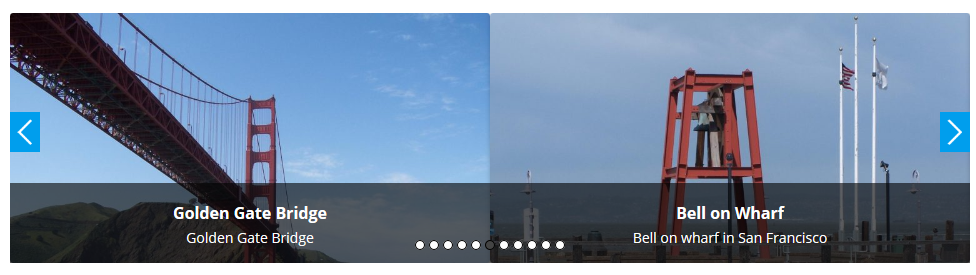 Golden Gate Bridge
Golden Gate Bridge
Bell on Wharf
Bell on wharf in San Francisco